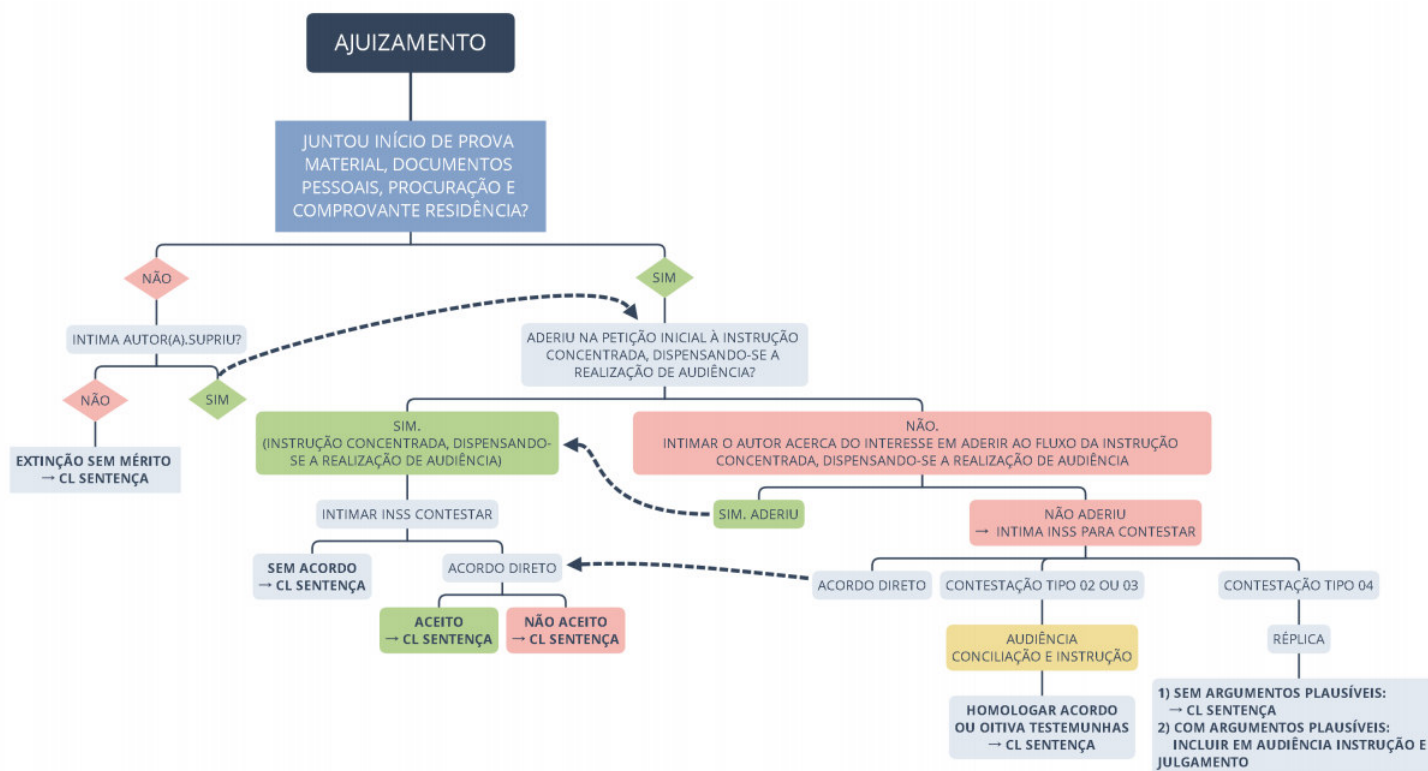 AJUIZAMENTO
JUNTOU INÍCIO DE PROVA
MATERIAL, DOCUMENTOS
PESSOAIS, PROCURAÇÃO E
COMPROVANTE RESIDÊNCIA?
NÃO
SIM
INTIMA AUTOR(A).SUPRIU?
ADERIU NA PETIÇÃO INICIAL À INSTRUÇÃO
CONCENTRADA, DISPENSANDO-SE A
REALIZAÇÃO DE AUDIÊNCIA?
NÃO
SIM
EXTINÇÃO SEM MÉRITO
→ CL SENTENÇA
SIM.
(INSTRUÇÃO CONCENTRADA, DISPENSANDO-
SE A REALIZAÇÃO DE AUDIÊNCIA)
NÃO.
INTIMAR O AUTOR ACERCA DO INTERESSE EM ADERIR AO FLUXO DA INSTRUÇÃO
CONCENTRADA, DISPENSANDO-SE A REALIZAÇÃO DE AUDIÊNCIA
INTIMAR INSS CONTESTAR
SIM. ADERIU
NÃO ADERIU
→ INTIMA INSS PARA CONTESTAR
SEM ACORDO
→ CL SENTENÇA
ACORDO DIRETO
ACORDO DIRETO
CONTESTAÇÃO TIPO 02 OU 03
CONTESTAÇÃO TIPO 04
ACEITO
→ CL SENTENÇA
NÃO ACEITO
→ CL SENTENÇA
AUDIÊNCIA
CONCILIAÇÃO E INSTRUÇÃO
RÉPLICA
HOMOLOGAR ACORDO
OU OITIVA TESTEMUNHAS
→ CL SENTENÇA
1) SEM ARGUMENTOS PLAUSÍVEIS:
→ CL SENTENÇA
2) COM ARGUMENTOS PLAUSÍVEIS:
INCLUIR EM AUDIÊNCIA INSTRUÇÃO E
JULGAMENTO